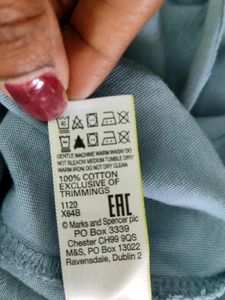 40
GENTLE MACHINE WARM WASH/ DO
NOT BLEACH/ MEDIUM TUMBLE DRY/
WARM IRON/ DO NOT DRY CLEAN
100% COTTON
EXCLUSIVE OF
TRIMMINGS
1120
X64B
EAC
© Marks and Spencer plc
PO Box 3339
Chester CH99 9QS
M&S, PO Box 13022
Ravensdale, Dublin 2